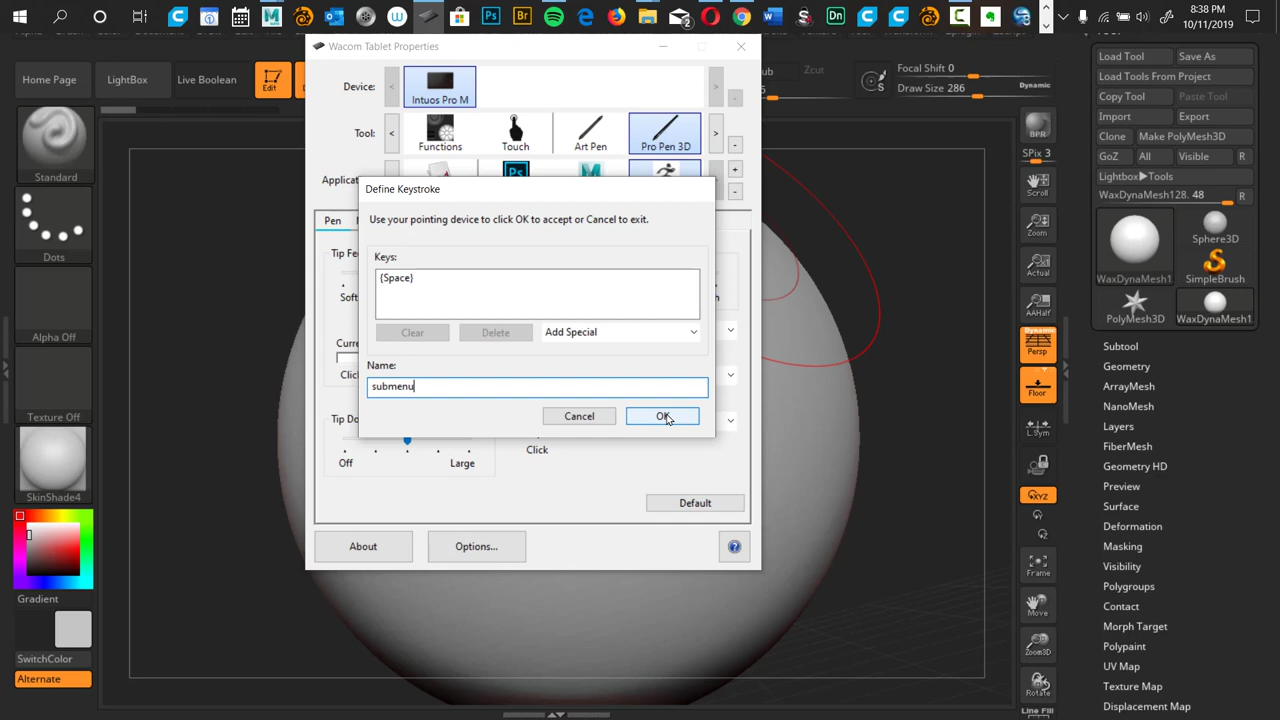 8:38 PM
10/11/2019
Wacom Tablet Properties
Home Page
LightBox
Live Boolean
Edit
Zcut
Focal Shift 0
Draw Size 286
Dynamic
Device:
Intuos Pro M
Tool:
Functions
Touch
Art Pen
Pro Pen 3D
Define Keystroke
Use your pointing device to click OK to accept or Cancel to exit.
Keys:
{Space}
Clear
Delete
Add Special
Name:
submenu
Cancel
OK
Pen
Soft
Click
Off
Large
Click
Default
About
Options...
Standard
Dots
Alpha Off
Texture Off
SkinShade4
Gradient
SwitchColor
Alternate
BPR
SPix 3
Scroll
Zoom
Actual
AAHalf
Dynamic
Persp
Floor
L.Sym
XYZ
Frame
Move
Zoom3D
Rotate
Line Fill
Load Tool
Save As
Load Tools From Project
Copy Tool
Paste Tool
Import
Export
Clone
Make PolyMesh3D
GoZ
All
Visible
R
Lightbox▶Tools
WaxDynaMesh128. 48
R
WaxDynaMesh1
Sphere3D
SimpleBrush
PolyMesh3D
WaxDynaMesh1.
Subtool
Geometry
ArrayMesh
NanoMesh
Layers
FiberMesh
Geometry HD
Preview
Surface
Deformation
Masking
Visibility
Polygroups
Contact
Morph Target
Polypaint
UV Map
Texture Map
Displacement Map